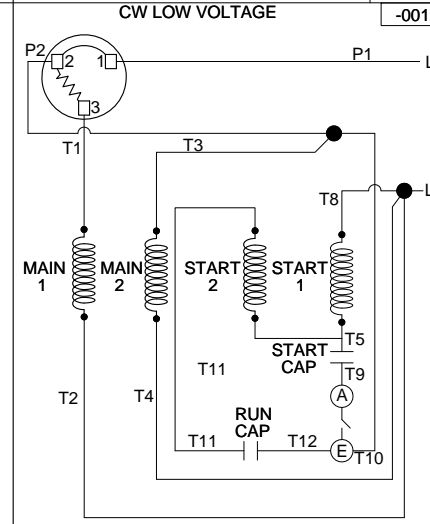 CW LOW VOLTAGE
-001
P2
2
1
P1
L
3
T1
T3
T8
L
MAIN
1
MAIN
2
START
2
START
1
T5
START
CAP
T9
T11
T2
T4
A
RUN
CAP
T11
T12
E
T10